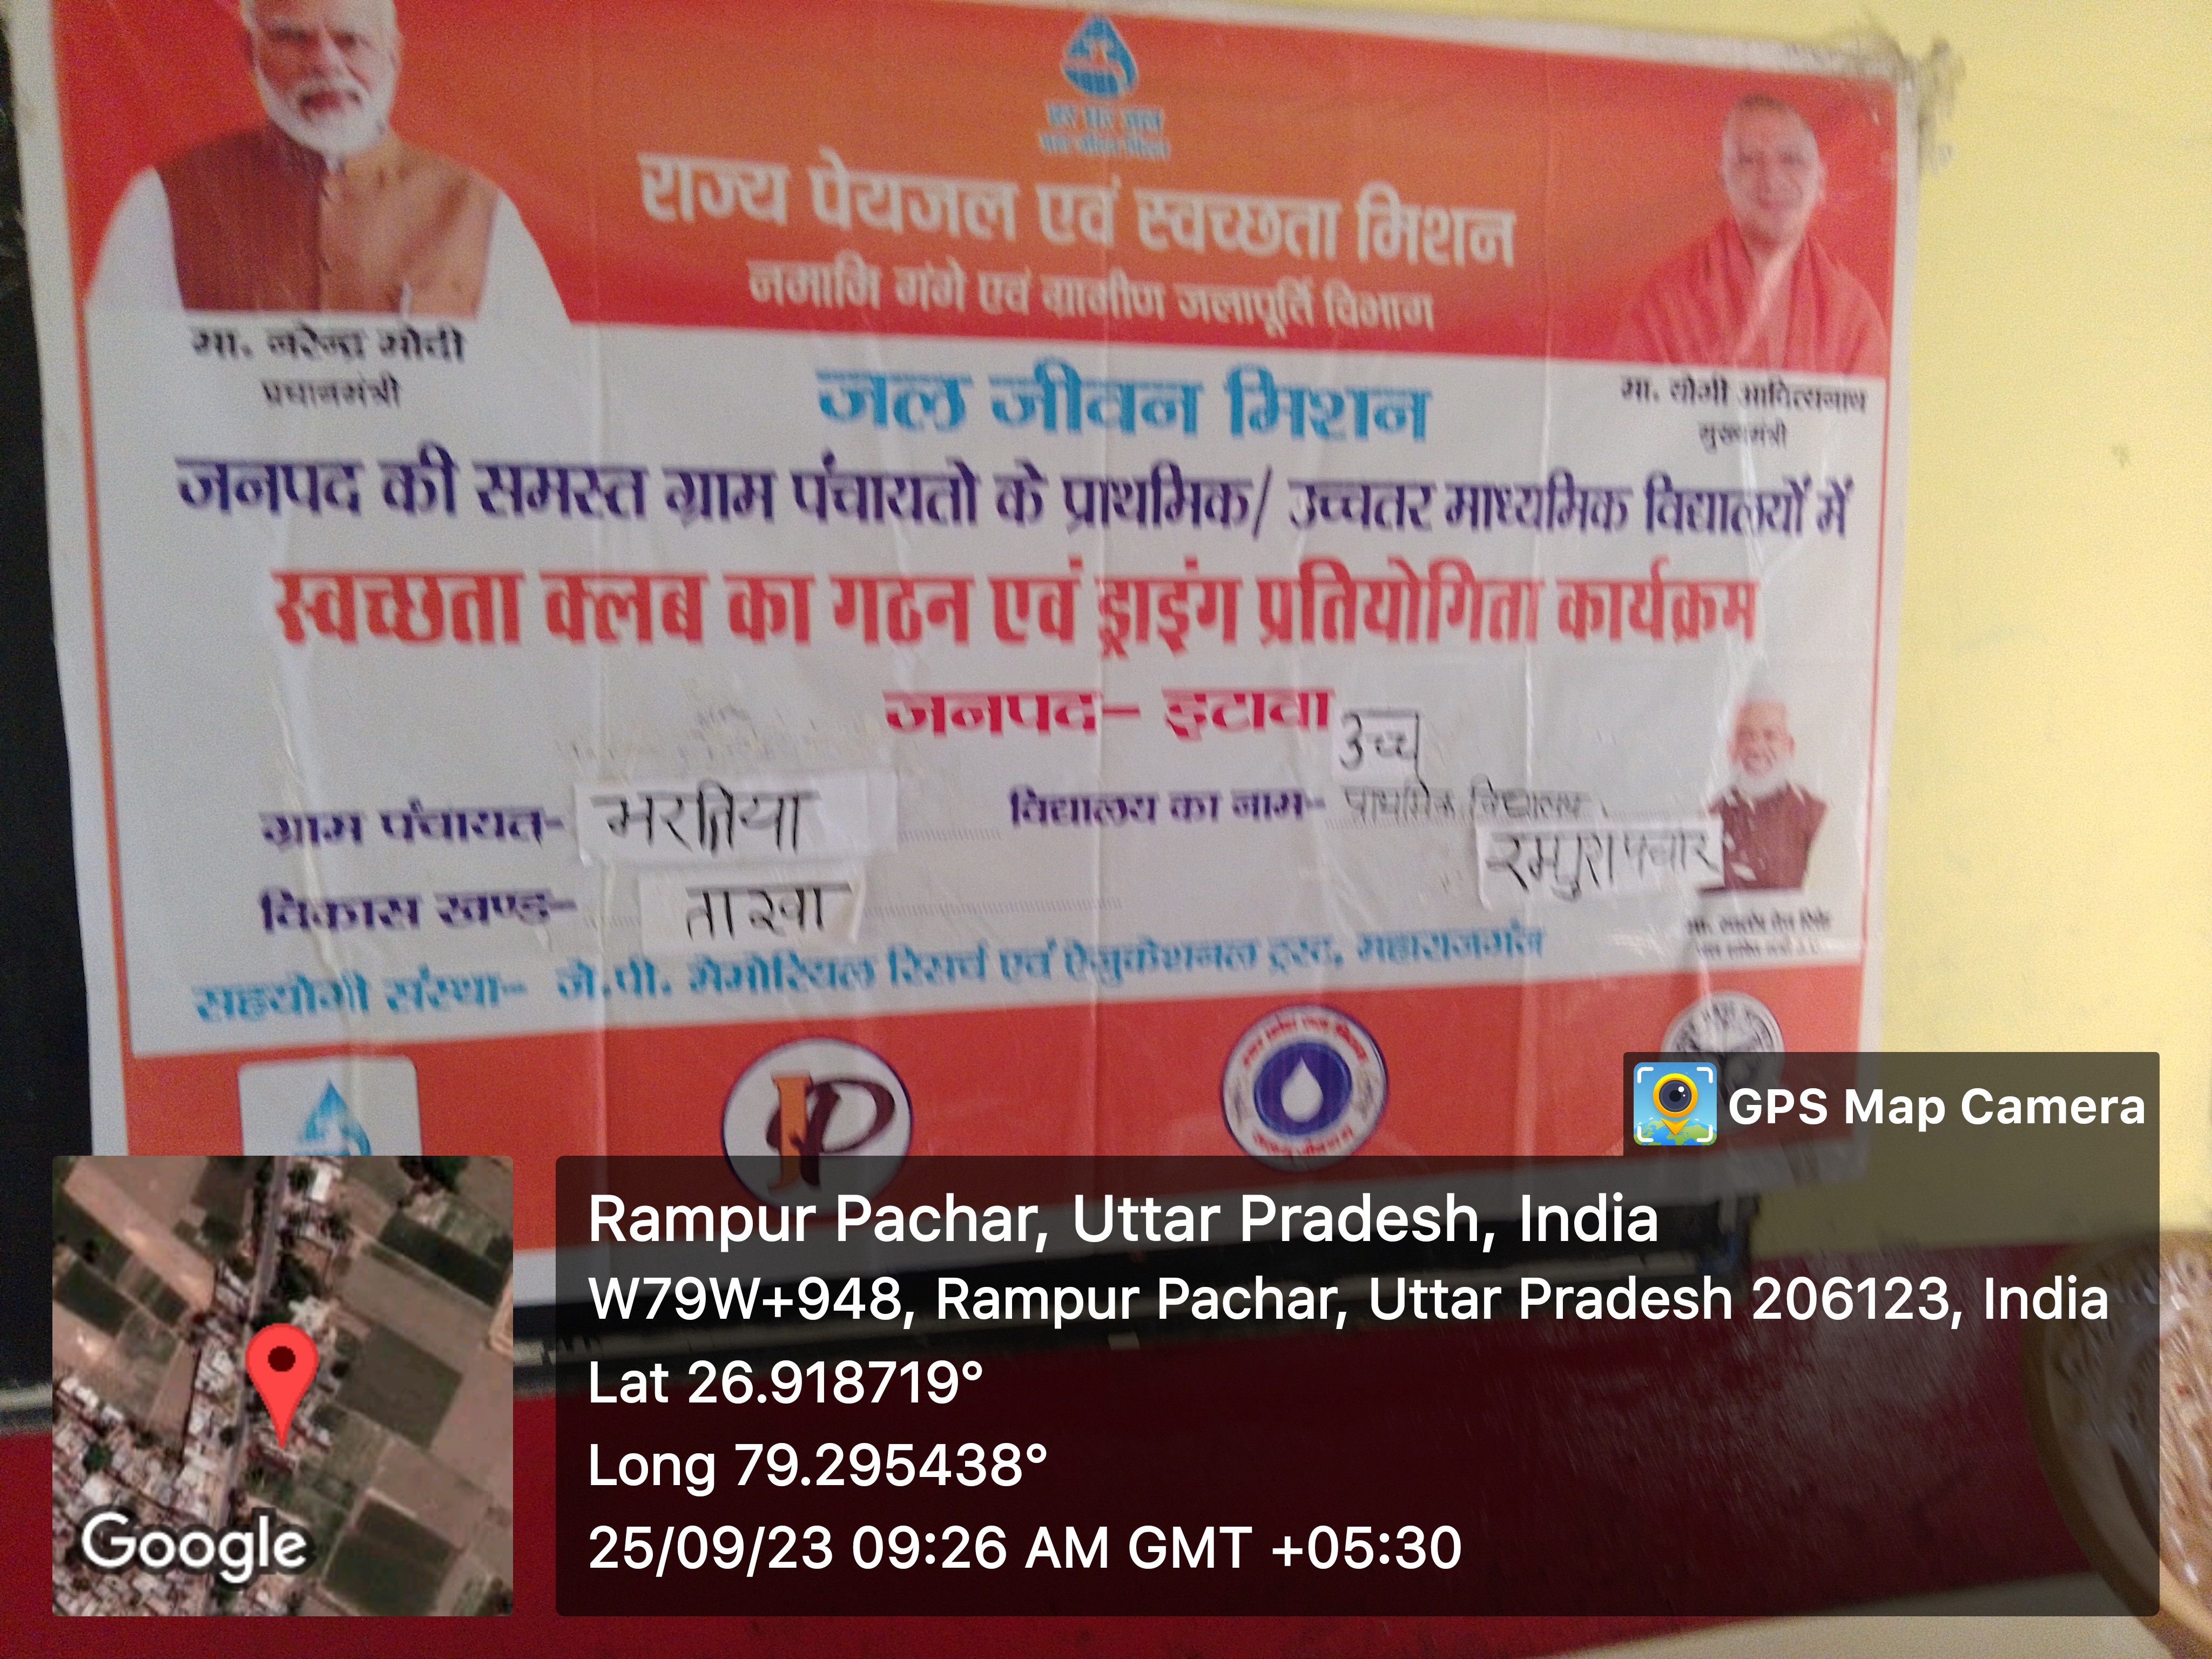 हर घर जल
राज्य पेयजल एवं स्वच्छता मिशन
नमामि गंगे एवं ग्रामीण जलापूर्ति विभाग
मा. नरेन्द्र मोदी
प्रधानमंत्री
मा. योगी आदित्यनाथ
मुख्यमंत्री
जल जीवन मिशन
जनपद की समस्त ग्राम पंचायतो के प्राथमिक/ उच्चतर माध्यमिक विद्यालयों में
स्वच्छता क्लब का गठन एवं ड्राइंग प्रतियोगिता कार्यक्रम
जनपद– इटावा
उच्च
ग्राम पंचायत- भरतिया विद्यालय का नाम- प्राथमिक विद्यालय
रमपुरा पचार
विकास खण्ड- ताखा
सहयोगी संस्था- जे.पी. मेमोरियल रिसर्च एवं ऐजुकेशनल ट्रस्ट, महाराजगंज
JP
GPS Map Camera
Rampur Pachar, Uttar Pradesh, India
W79W+948, Rampur Pachar, Uttar Pradesh 206123, India
Lat 26.918719°
Long 79.295438°
25/09/23 09:26 AM GMT +05:30
Google